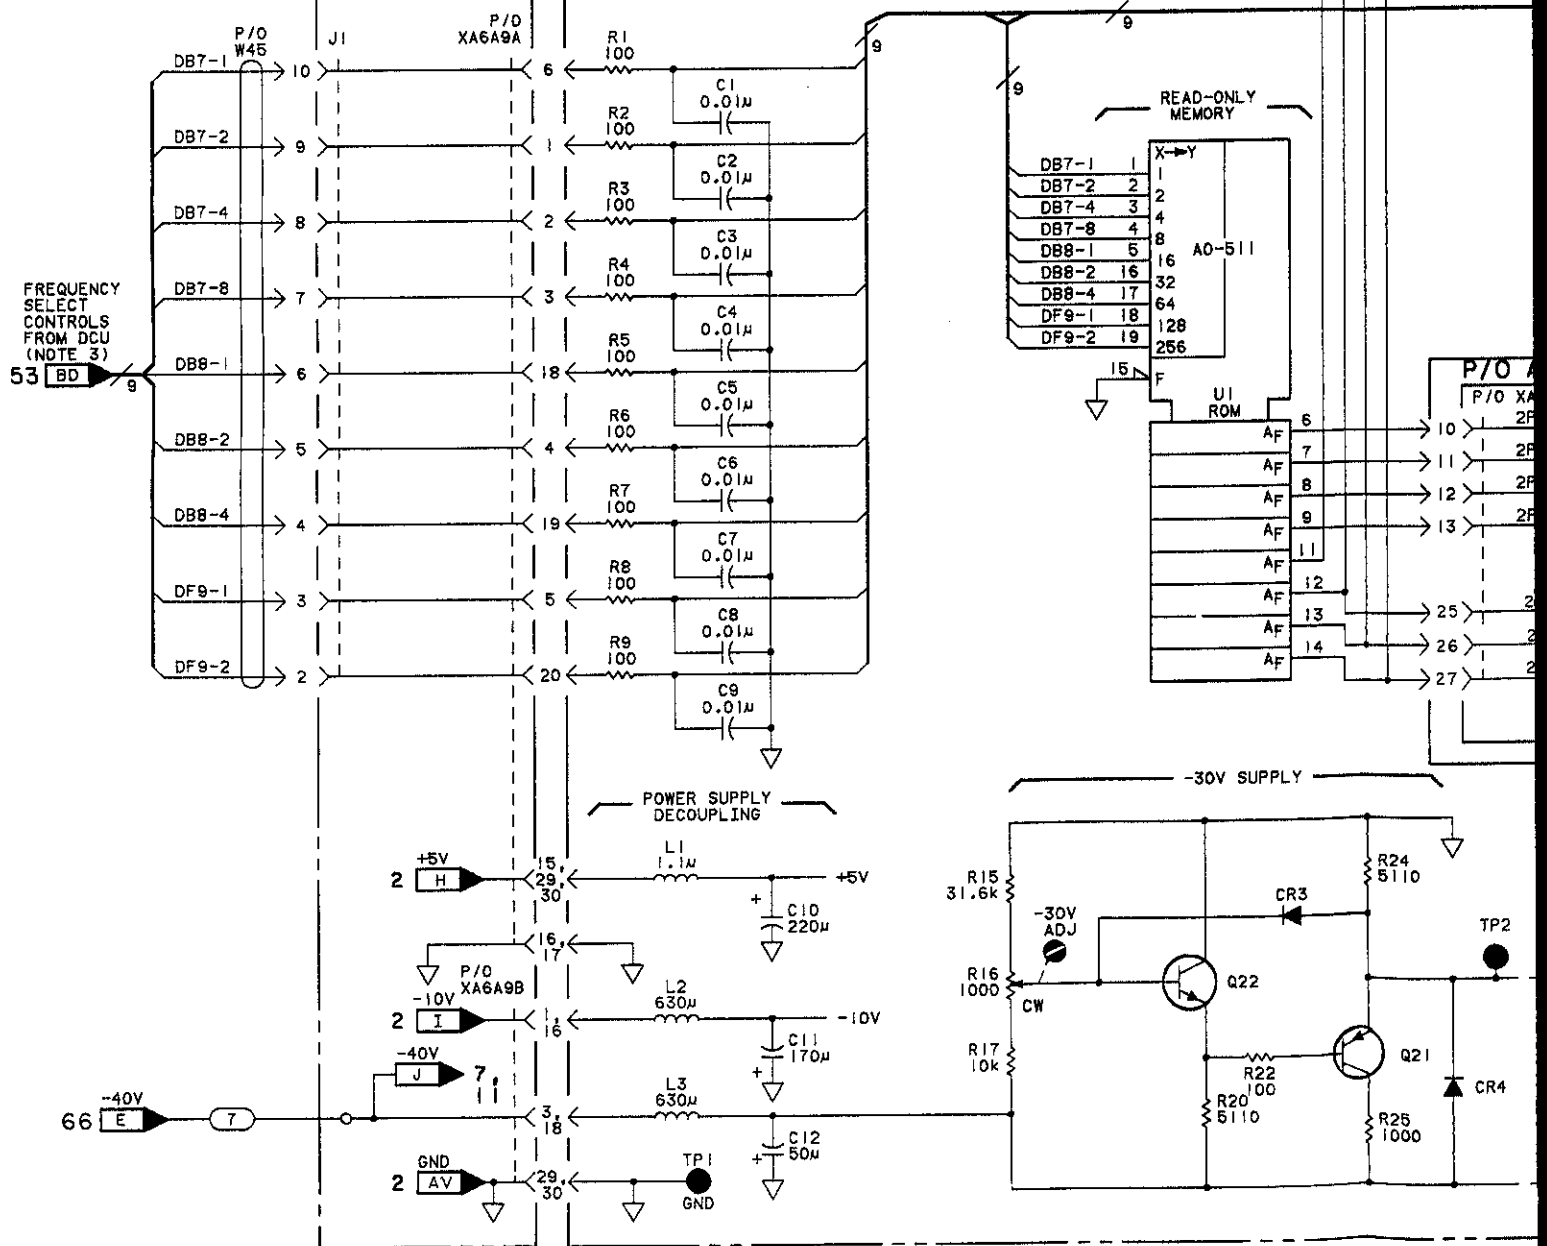 P/O
W45
J1
P/O
XA6A9A
DB7-1
10
6
R1
100
C1
0.01µ
DB7-2
9
1
R2
100
C2
0.01µ
DB7-4
8
2
R3
100
C3
0.01µ
DB7-8
7
3
R4
100
C4
0.01µ
FREQUENCY
SELECT
CONTROLS
FROM DCU
(NOTE 3)
53 BD
9
DB8-1
6
18
R5
100
C5
0.01µ
DB8-2
5
4
R6
100
C6
0.01µ
DB8-4
4
19
R7
100
C7
0.01µ
DF9-1
3
5
R8
100
C8
0.01µ
DF9-2
2
20
R9
100
C9
0.01µ
9
9
9
READ-ONLY
MEMORY
X→Y
DB7-1 1 1
DB7-2 2 2
DB7-4 3 4
DB7-8 4 8
DB8-1 5 16
DB8-2 16 32
DB8-4 17 64
DF9-1 18 128
DF9-2 19 256
A0-511
15 F
U1
ROM
AF 6 10
AF 7 11
AF 8 12
AF 9 13
AF 11
AF 12 25
AF 13 26
AF 14 27
P/O A
P/O XA
2P
2P
2P
2P
2
2
2
POWER SUPPLY
DECOUPLING
+5V
2 H
15,
29,
30
L1
1.1µ
+5V
+
C10
220µ
16,
17
P/O
XA6A9B
-10V
2 I
1,
16
L2
630µ
-10V
C11
170µ
+
-40V
J 7,
11
-40V
66 E
7
3,
18
L3
630µ
C12
50µ
+
GND
2 AV
29,
30
TP1
GND
-30V SUPPLY
R15
31.6k
-30V
ADJ
R16
1000
CW
R17
10k
CR3
R24
5110
TP2
Q22
R22
100
R20
5110
Q21
R25
1000
CR4